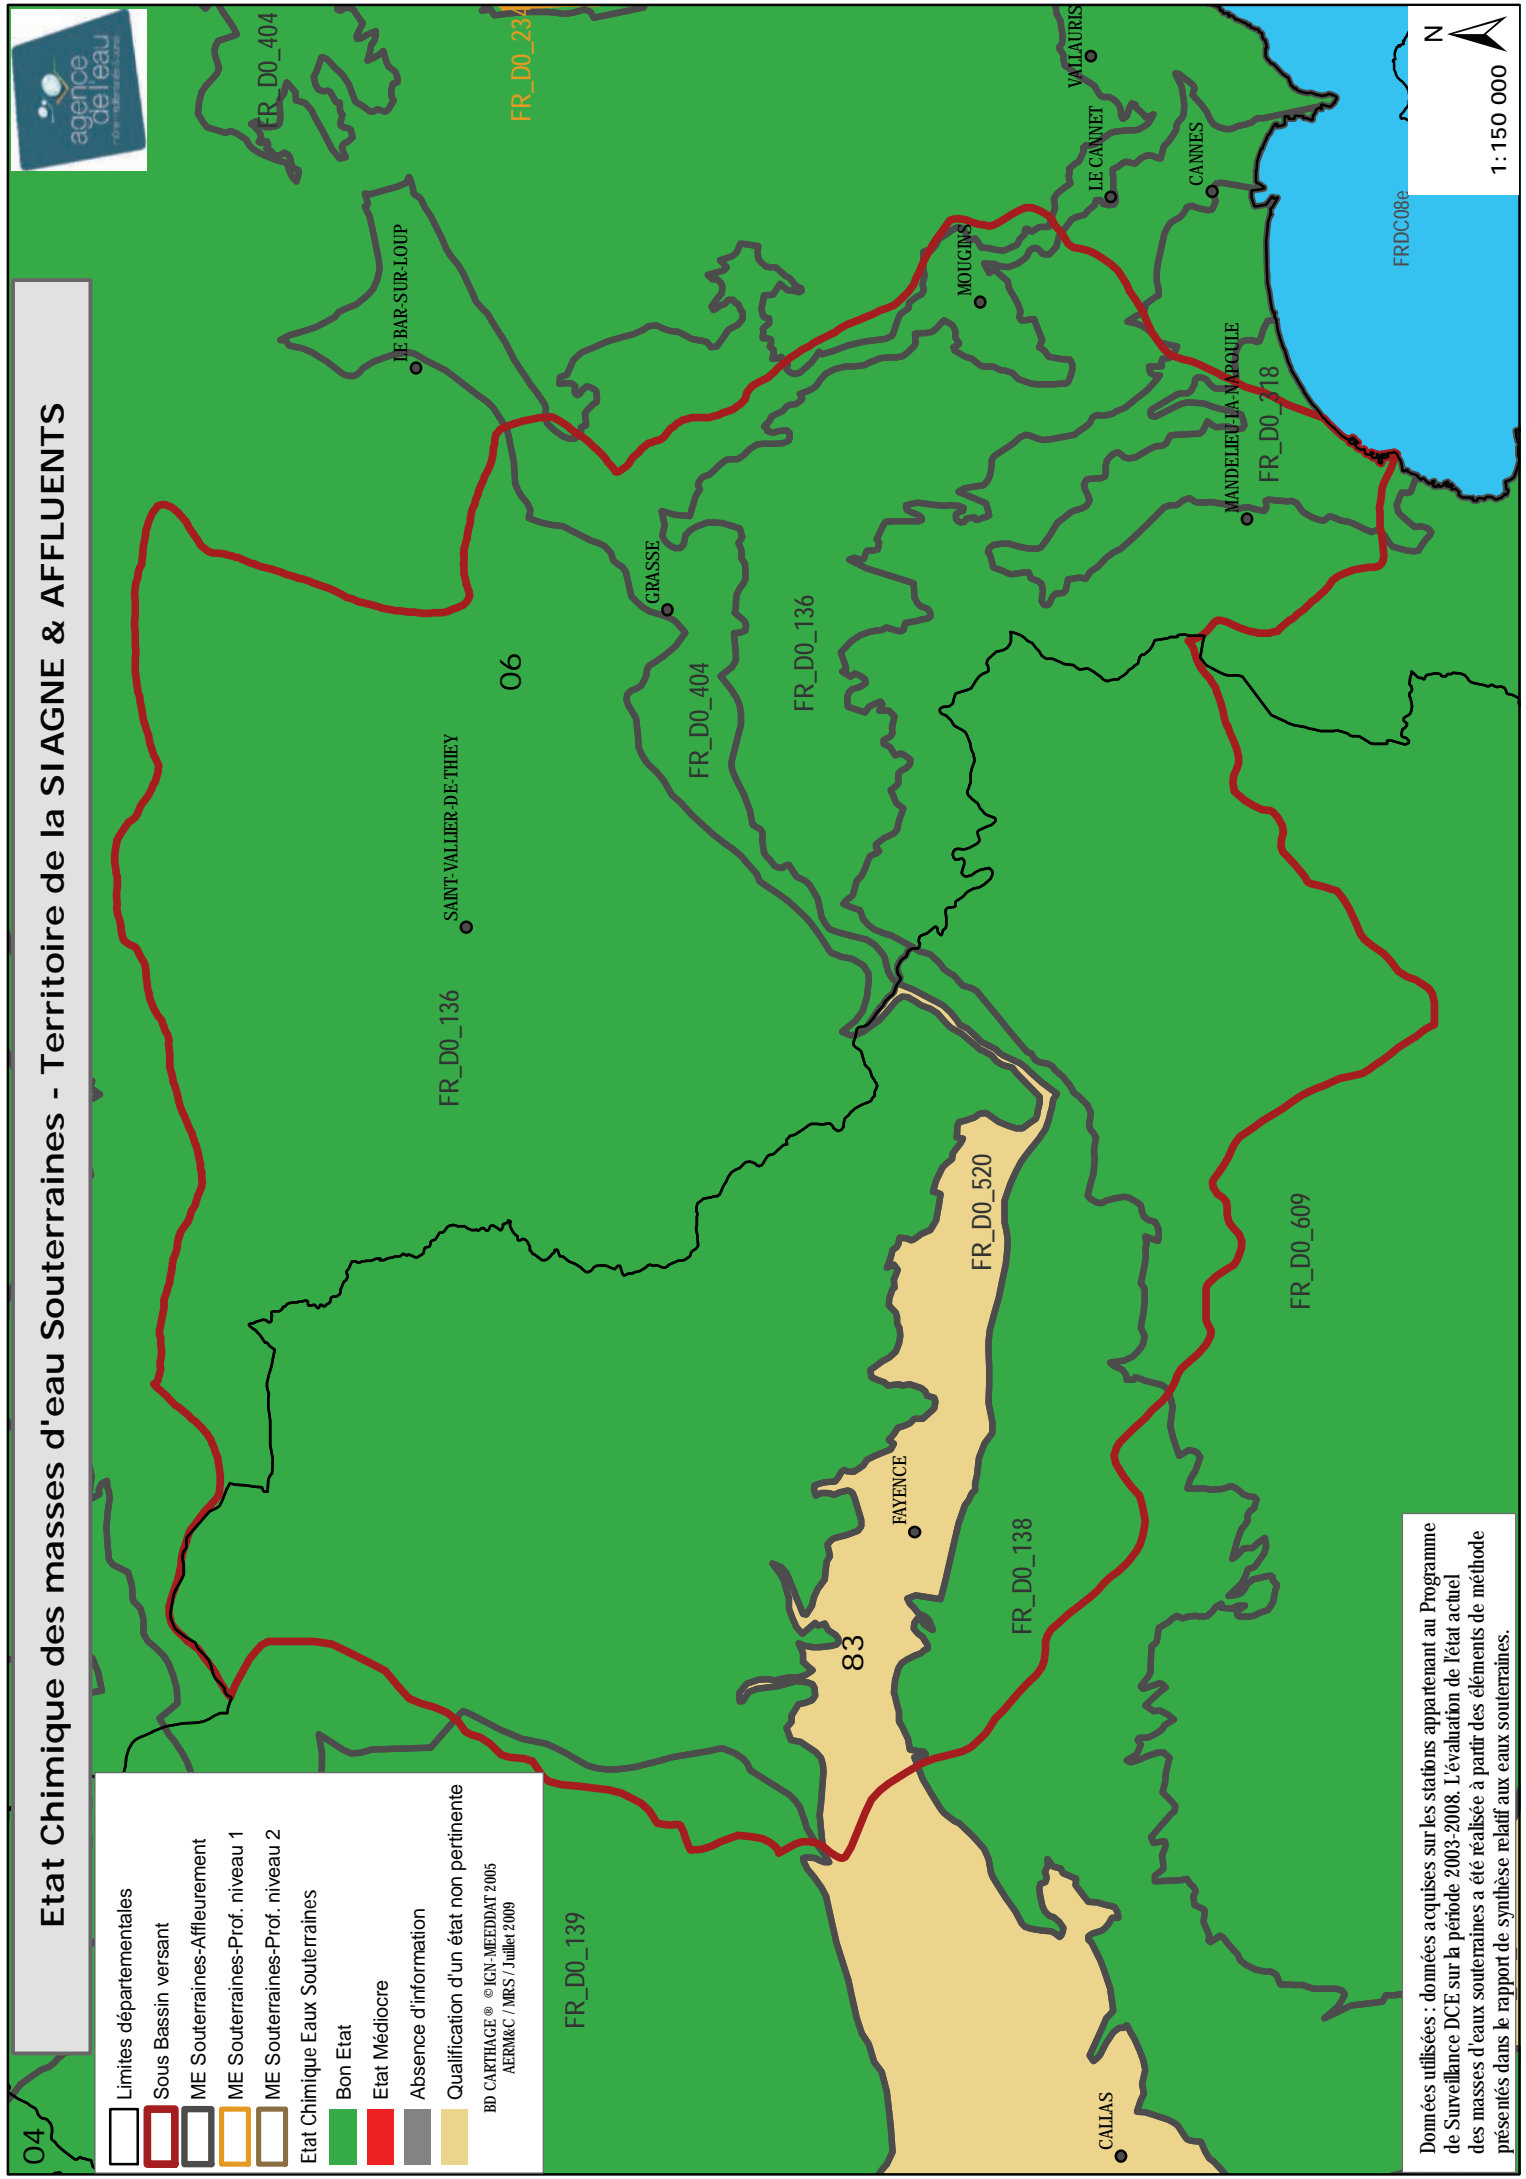 Etat Chimique des masses d'eau Souterraines - Territoire de la SIAGNE & AFFLUENTS
agence
de l'eau
04
Limites départementales
Sous Bassin versant
ME Souterraines-Affleurement
ME Souterraines-Prof. niveau 1
ME Souterraines-Prof. niveau 2
Etat Chimique Eaux Souterraines
Bon Etat
Etat Médiocre
Absence d'information
Qualification d'un état non pertinente
BD CARTHAGE ® © IGN-MEEDDAT 2005
AERM&C / MRS / Juillet 2009
FR_D0_404
FR_D0_234
LE BAR-SUR-LOUP
VALLAURIS
LE CANNET
CANNES
MOUGINS
MANDELIEU-LA-NAPOULE
FR_D0_318
FRDC08e
GRASSE
06
SAINT-VALLIER-DE-THIEY
FR_D0_404
FR_D0_136
FR_D0_136
FR_D0_520
FR_D0_609
FAYENCE
FR_D0_138
83
FR_D0_139
CALLAS
N
1:150 000
Données utilisées : données acquises sur les stations appartenant au Programme
de Surveillance DCE sur la période 2003-2008. L'évaluation de l'état actuel
des masses d'eaux souterraines a été réalisée à partir des éléments de méthode
présentés dans le rapport de synthèse relatif aux eaux souterraines.